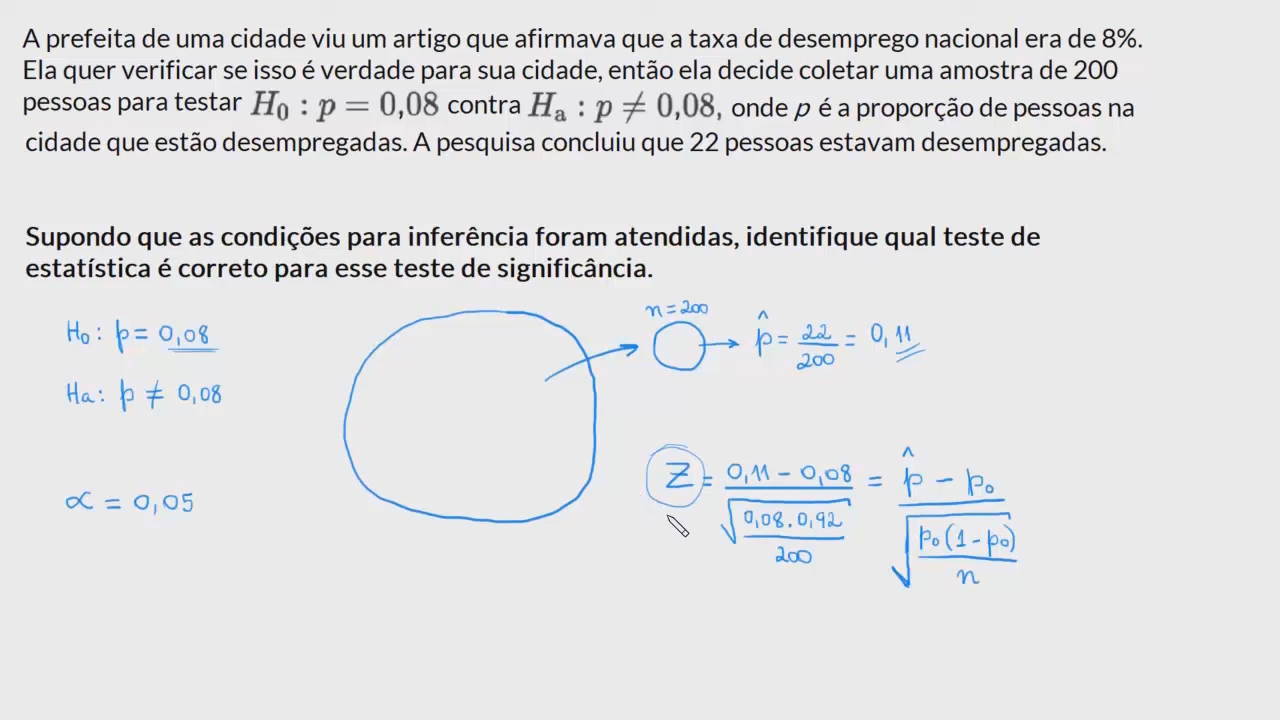 A prefeita de uma cidade viu um artigo que afirmava que a taxa de desemprego nacional era de 8%.
Ela quer verificar se isso é verdade para sua cidade, então ela decide coletar uma amostra de 200
pessoas para testar H₀ : p = 0,08 contra Hₐ : p ≠ 0,08, onde p é a proporção de pessoas na
cidade que estão desempregadas. A pesquisa concluiu que 22 pessoas estavam desempregadas.
Supondo que as condições para inferência foram atendidas, identifique qual teste de
estatística é correto para esse teste de significância.
H₀: p = 0,08
Ha: p ≠ 0,08
α = 0,05
n = 200
p̂ = 22/200 = 0,11
Z = (0,11 - 0,08)/√(0,08.0,92/200) = (p̂ - p₀)/√(p₀(1-p₀)/n)